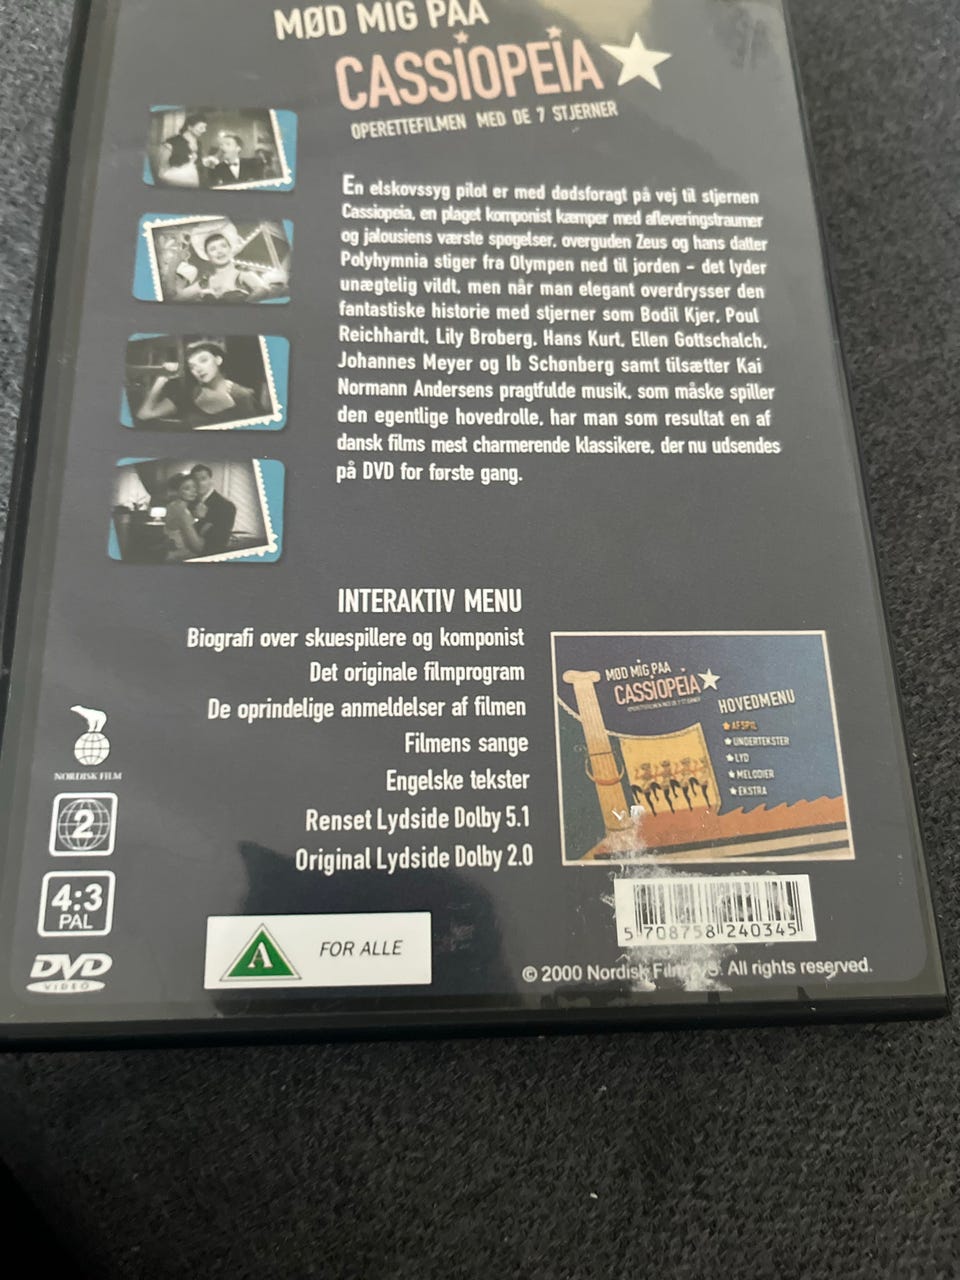 MØD MIG PAA
CASSIOPEIA
OPERETTEFILMEN MED DE 7 STJERNER
En elskovssyg pilot er med dødsforagt på vej til stjernen
Cassiopeia, en plaget komponist kæmper med afleveringstraumer
og jalousiens værste spøgelser, overguden Zeus og hans datter
Polyhymnia stiger fra Olympen ned til jorden – det lyder
unægtelig vildt, men når man elegant overdrysser den
fantastiske historie med stjerner som Bodil Kjer, Poul
Reichhardt, Lily Broberg, Hans Kurt, Ellen Gottschalch,
Johannes Meyer og Ib Schønberg samt tilsætter Kai
Normann Andersens pragtfulde musik, som måske spiller
den egentlige hovedrolle, har man som resultat en af
dansk films mest charmerende klassikere, der nu udsendes
på DVD for første gang.
INTERAKTIV MENU
Biografi over skuespillere og komponist
Det originale filmprogram
De oprindelige anmeldelser af filmen
Filmens sange
Engelske tekster
Renset Lydside Dolby 5.1
Original Lydside Dolby 2.0
MØD MIG PAA
CASSIOPEIA
OPERETTEFILMEN MED DE 7 STJERNER
HOVEDMENU
AFSPIL
UNDERTEKSTER
LYD
MELODIER
EKSTRA
NORDISK FILM
2
4:3
PAL
DVD
VIDEO
A
FOR ALLE
5 708758 240345
© 2000 Nordisk Film A/S. All rights reserved.